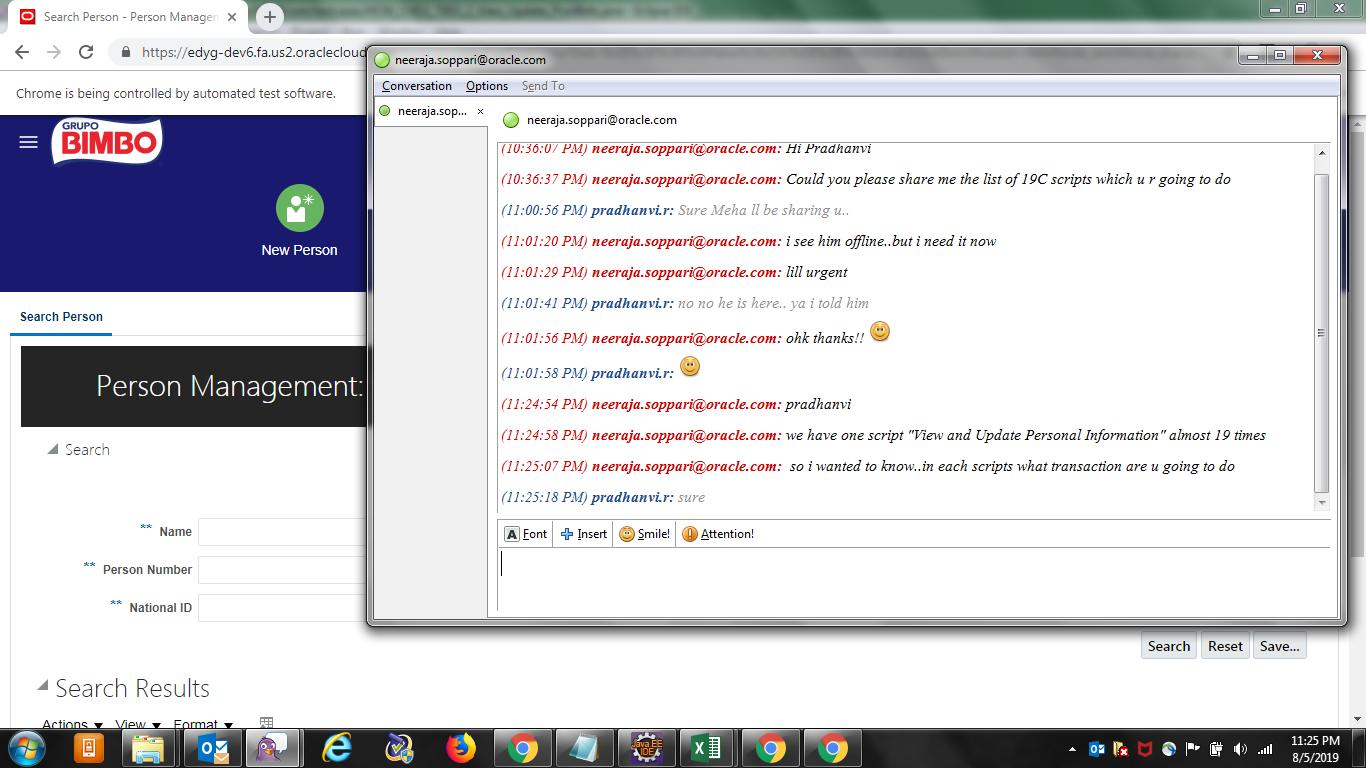 Search Person - Person Managen
https://edyg-dev6.fa.us2.oraclecloud
Chrome is being controlled by automated test software.
GRUPO
BIMBO
New Person
Search Person
Person Management:
Search
** Name
** Person Number
** National ID
Search Reset Save...
Search Results
Actions View Format
neeraja.soppari@oracle.com
Conversation Options Send To
neeraja.sop...
neeraja.soppari@oracle.com
(10:36:07 PM) neeraja.soppari@oracle.com: Hi Pradhanvi
(10:36:37 PM) neeraja.soppari@oracle.com: Could you please share me the list of 19C scripts which u r going to do
(11:00:56 PM) pradhanvi.r: Sure Meha ll be sharing u..
(11:01:20 PM) neeraja.soppari@oracle.com: i see him offline..but i need it now
(11:01:29 PM) neeraja.soppari@oracle.com: lill urgent
(11:01:41 PM) pradhanvi.r: no no he is here.. ya i told him
(11:01:56 PM) neeraja.soppari@oracle.com: ohk thanks!!
(11:01:58 PM) pradhanvi.r:
(11:24:54 PM) neeraja.soppari@oracle.com: pradhanvi
(11:24:58 PM) neeraja.soppari@oracle.com: we have one script "View and Update Personal Information" almost 19 times
(11:25:07 PM) neeraja.soppari@oracle.com: so i wanted to know..in each scripts what transaction are u going to do
(11:25:18 PM) pradhanvi.r: sure
A Font Insert Smile! Attention!
Java EE
IDE
11:25 PM
8/5/2019